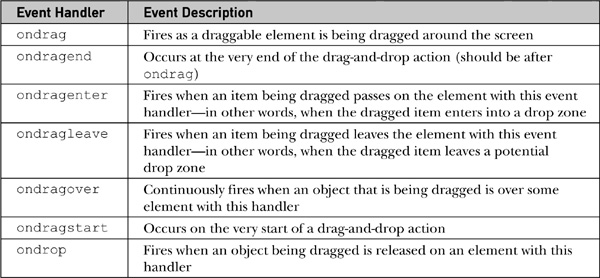 Event Handler Event Description
ondrag Fires as a draggable element is being dragged around the screen
ondragend Occurs at the very end of the drag-and-drop action (should be after
ondrag)
ondragenter Fires when an item being dragged passes on the element with this event
handler—in other words, when the dragged item enters into a drop zone
ondragleave Fires when an item being dragged leaves the element with this event
handler—in other words, when the dragged item leaves a potential
drop zone
ondragover Continuously fires when an object that is being dragged is over some
element with this handler
ondragstart Occurs on the very start of a drag-and-drop action
ondrop Fires when an object being dragged is released on an element with this
handler